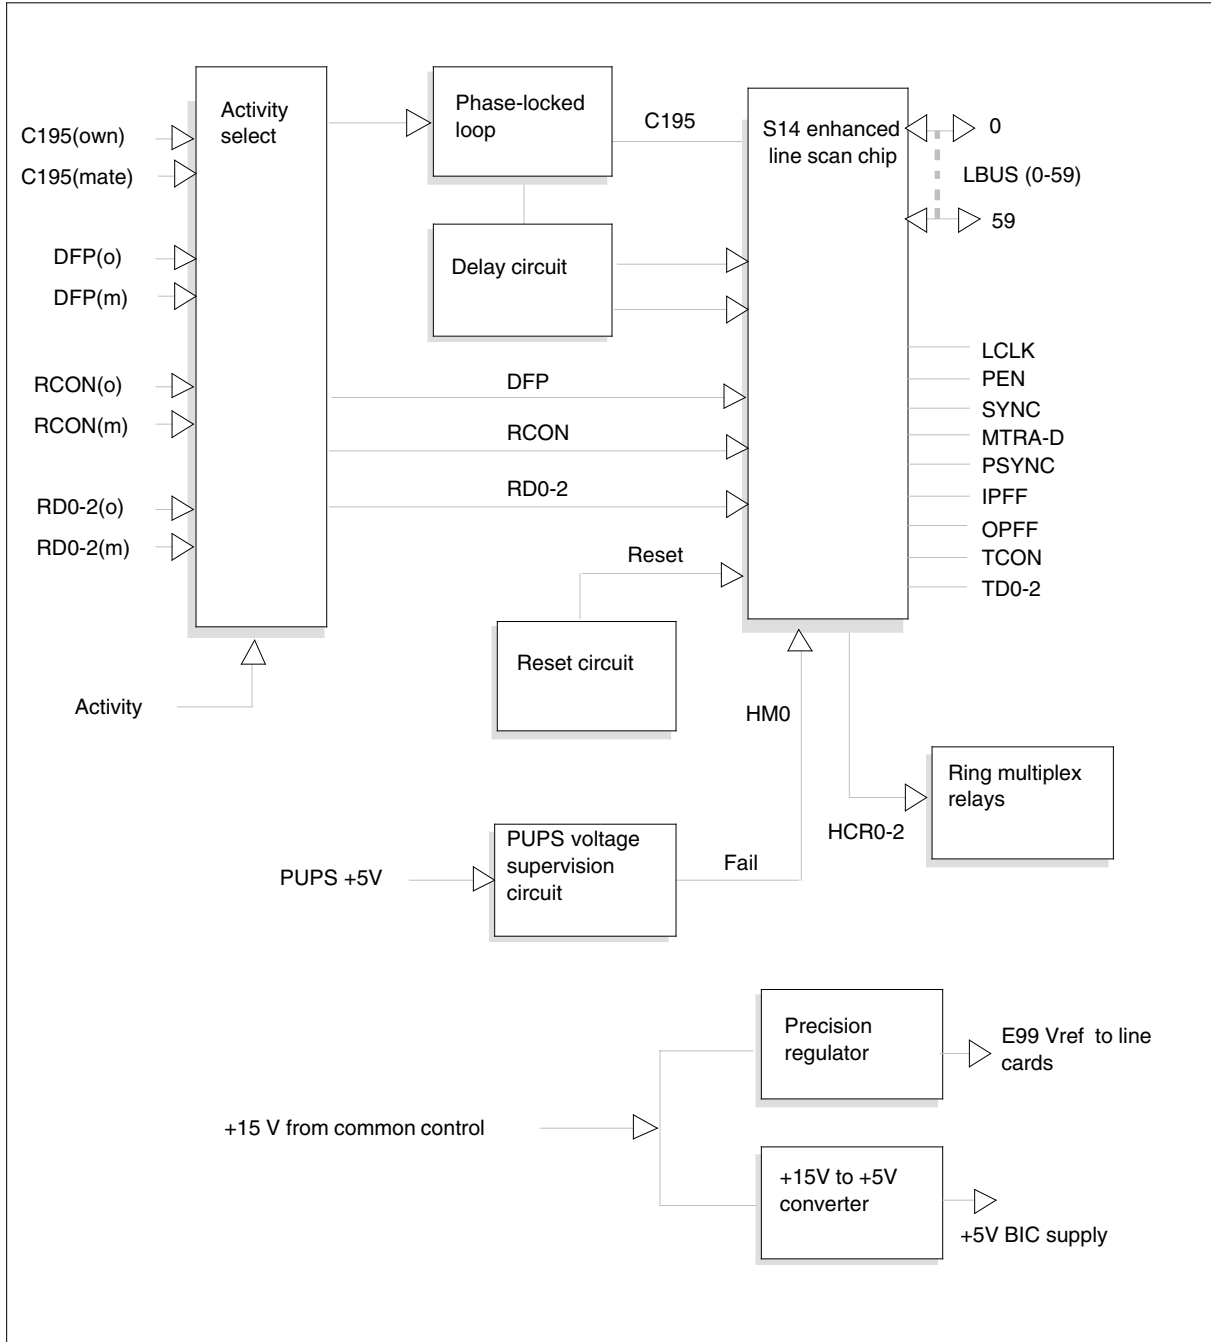 Activity
select
Phase-locked
loop
C195
S14 enhanced
line scan chip
0
LBUS (0-59)
59
C195(own)
C195(mate)
DFP(o)
DFP(m)
RCON(o)
RCON(m)
RD0-2(o)
RD0-2(m)
Activity
Delay circuit
DFP
RCON
RD0-2
Reset
Reset circuit
LCLK
PEN
SYNC
MTRA-D
PSYNC
IPFF
OPFF
TCON
TD0-2
HM0
HCR0-2
Ring multiplex
relays
PUPS +5V
PUPS voltage
supervision
circuit
Fail
+15 V from common control
Precision
regulator
E99 Vref to line
cards
+15V to +5V
converter
+5V BIC supply